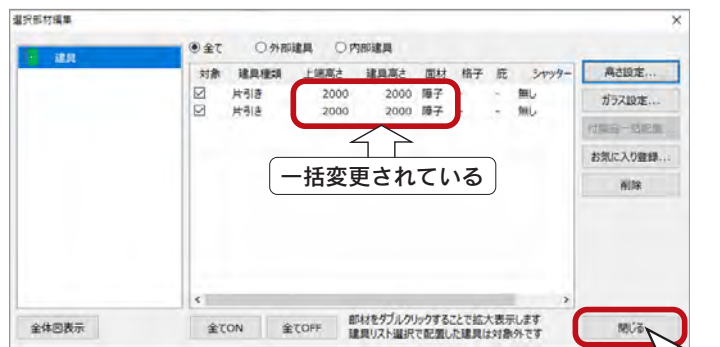 選択部材編集
建具
全て 外部建具 内部建具
対象 建具種類 上端高さ 建具高さ 面材 格子 庇 シャッター
片引き 2000 2000 障子 - - 無し
片引き 2000 2000 障子 - - 無し
一括変更されている
高さ設定...
ガラス設定...
お気に入り登録...
削除
全体図表示
全てON
全てOFF
部材をダブルクリックすることで拡大表示します
建具リスト選択で配置した建具は対象外です
閉じる